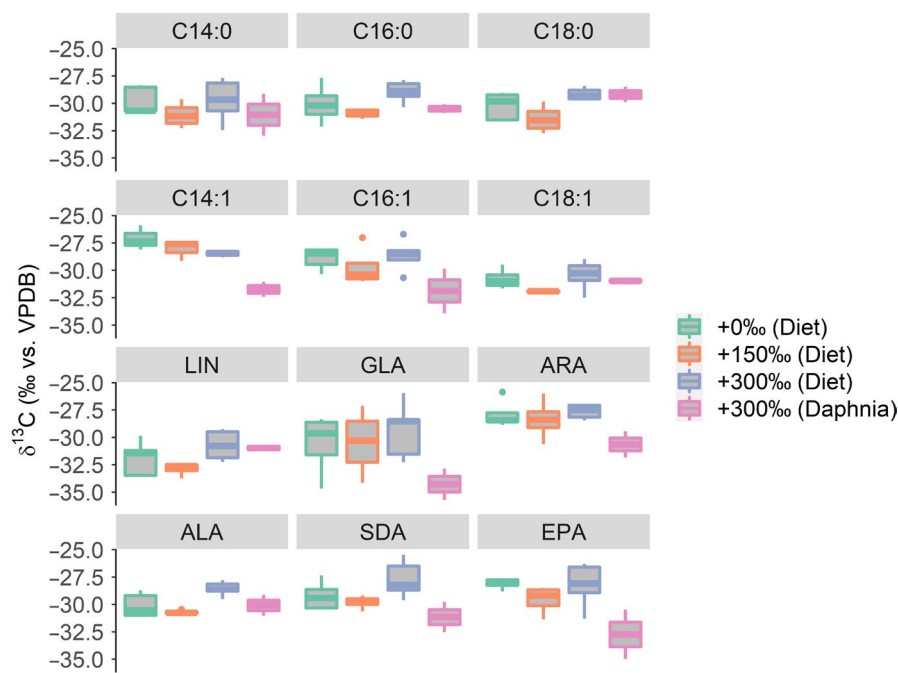 C14:0 C16:0 C18:0
−25.0
−27.5
−30.0
−32.5
−35.0
C14:1 C16:1 C18:1
−25.0
−27.5
−30.0
−32.5
−35.0
LIN GLA ARA
−25.0
−27.5
−30.0
−32.5
−35.0
ALA SDA EPA
−25.0
−27.5
−30.0
−32.5
−35.0
δ13C (‰ vs. VPDB)
+0‰ (Diet)
+150‰ (Diet)
+300‰ (Diet)
+300‰ (Daphnia)